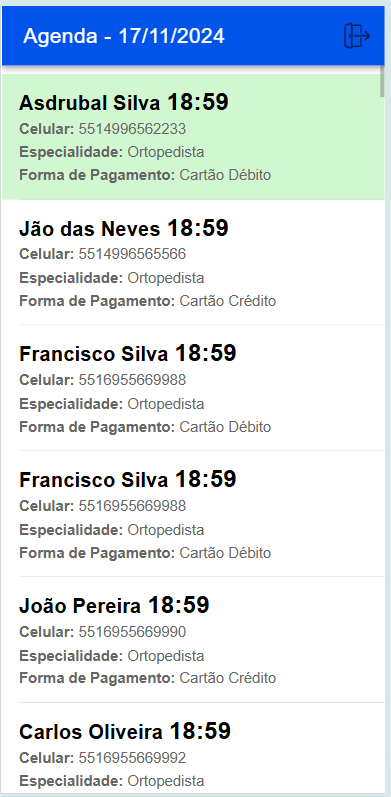 Agenda - 17/11/2024
Asdrubal Silva 18:59
Celular: 5514996562233
Especialidade: Ortopedista
Forma de Pagamento: Cartão Débito
Jão das Neves 18:59
Celular: 5514996565566
Especialidade: Ortopedista
Forma de Pagamento: Cartão Crédito
Francisco Silva 18:59
Celular: 5516955669988
Especialidade: Ortopedista
Forma de Pagamento: Cartão Débito
Francisco Silva 18:59
Celular: 5516955669988
Especialidade: Ortopedista
Forma de Pagamento: Cartão Débito
João Pereira 18:59
Celular: 5516955669990
Especialidade: Ortopedista
Forma de Pagamento: Cartão Crédito
Carlos Oliveira 18:59
Celular: 5516955669992
Especialidade: Ortopedista